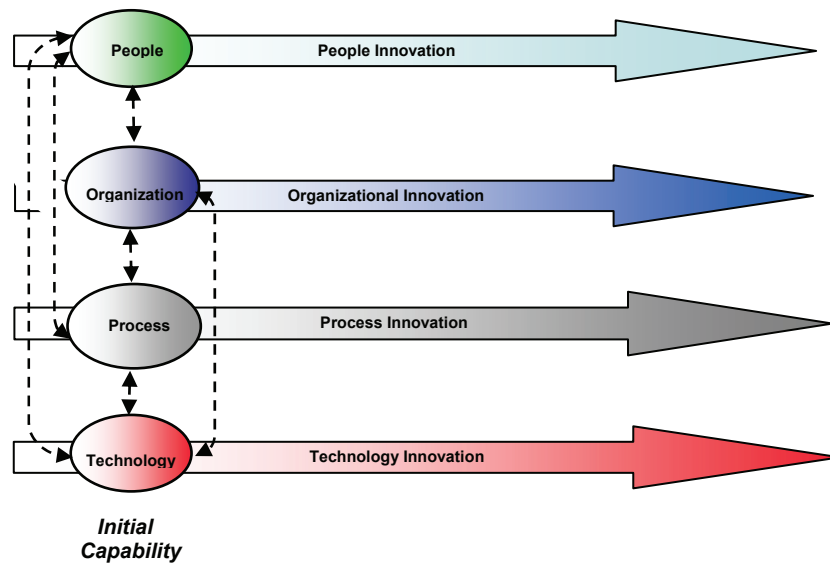 People
People Innovation
Organization
Organizational Innovation
Process
Process Innovation
Technology
Technology Innovation
Initial
Capability